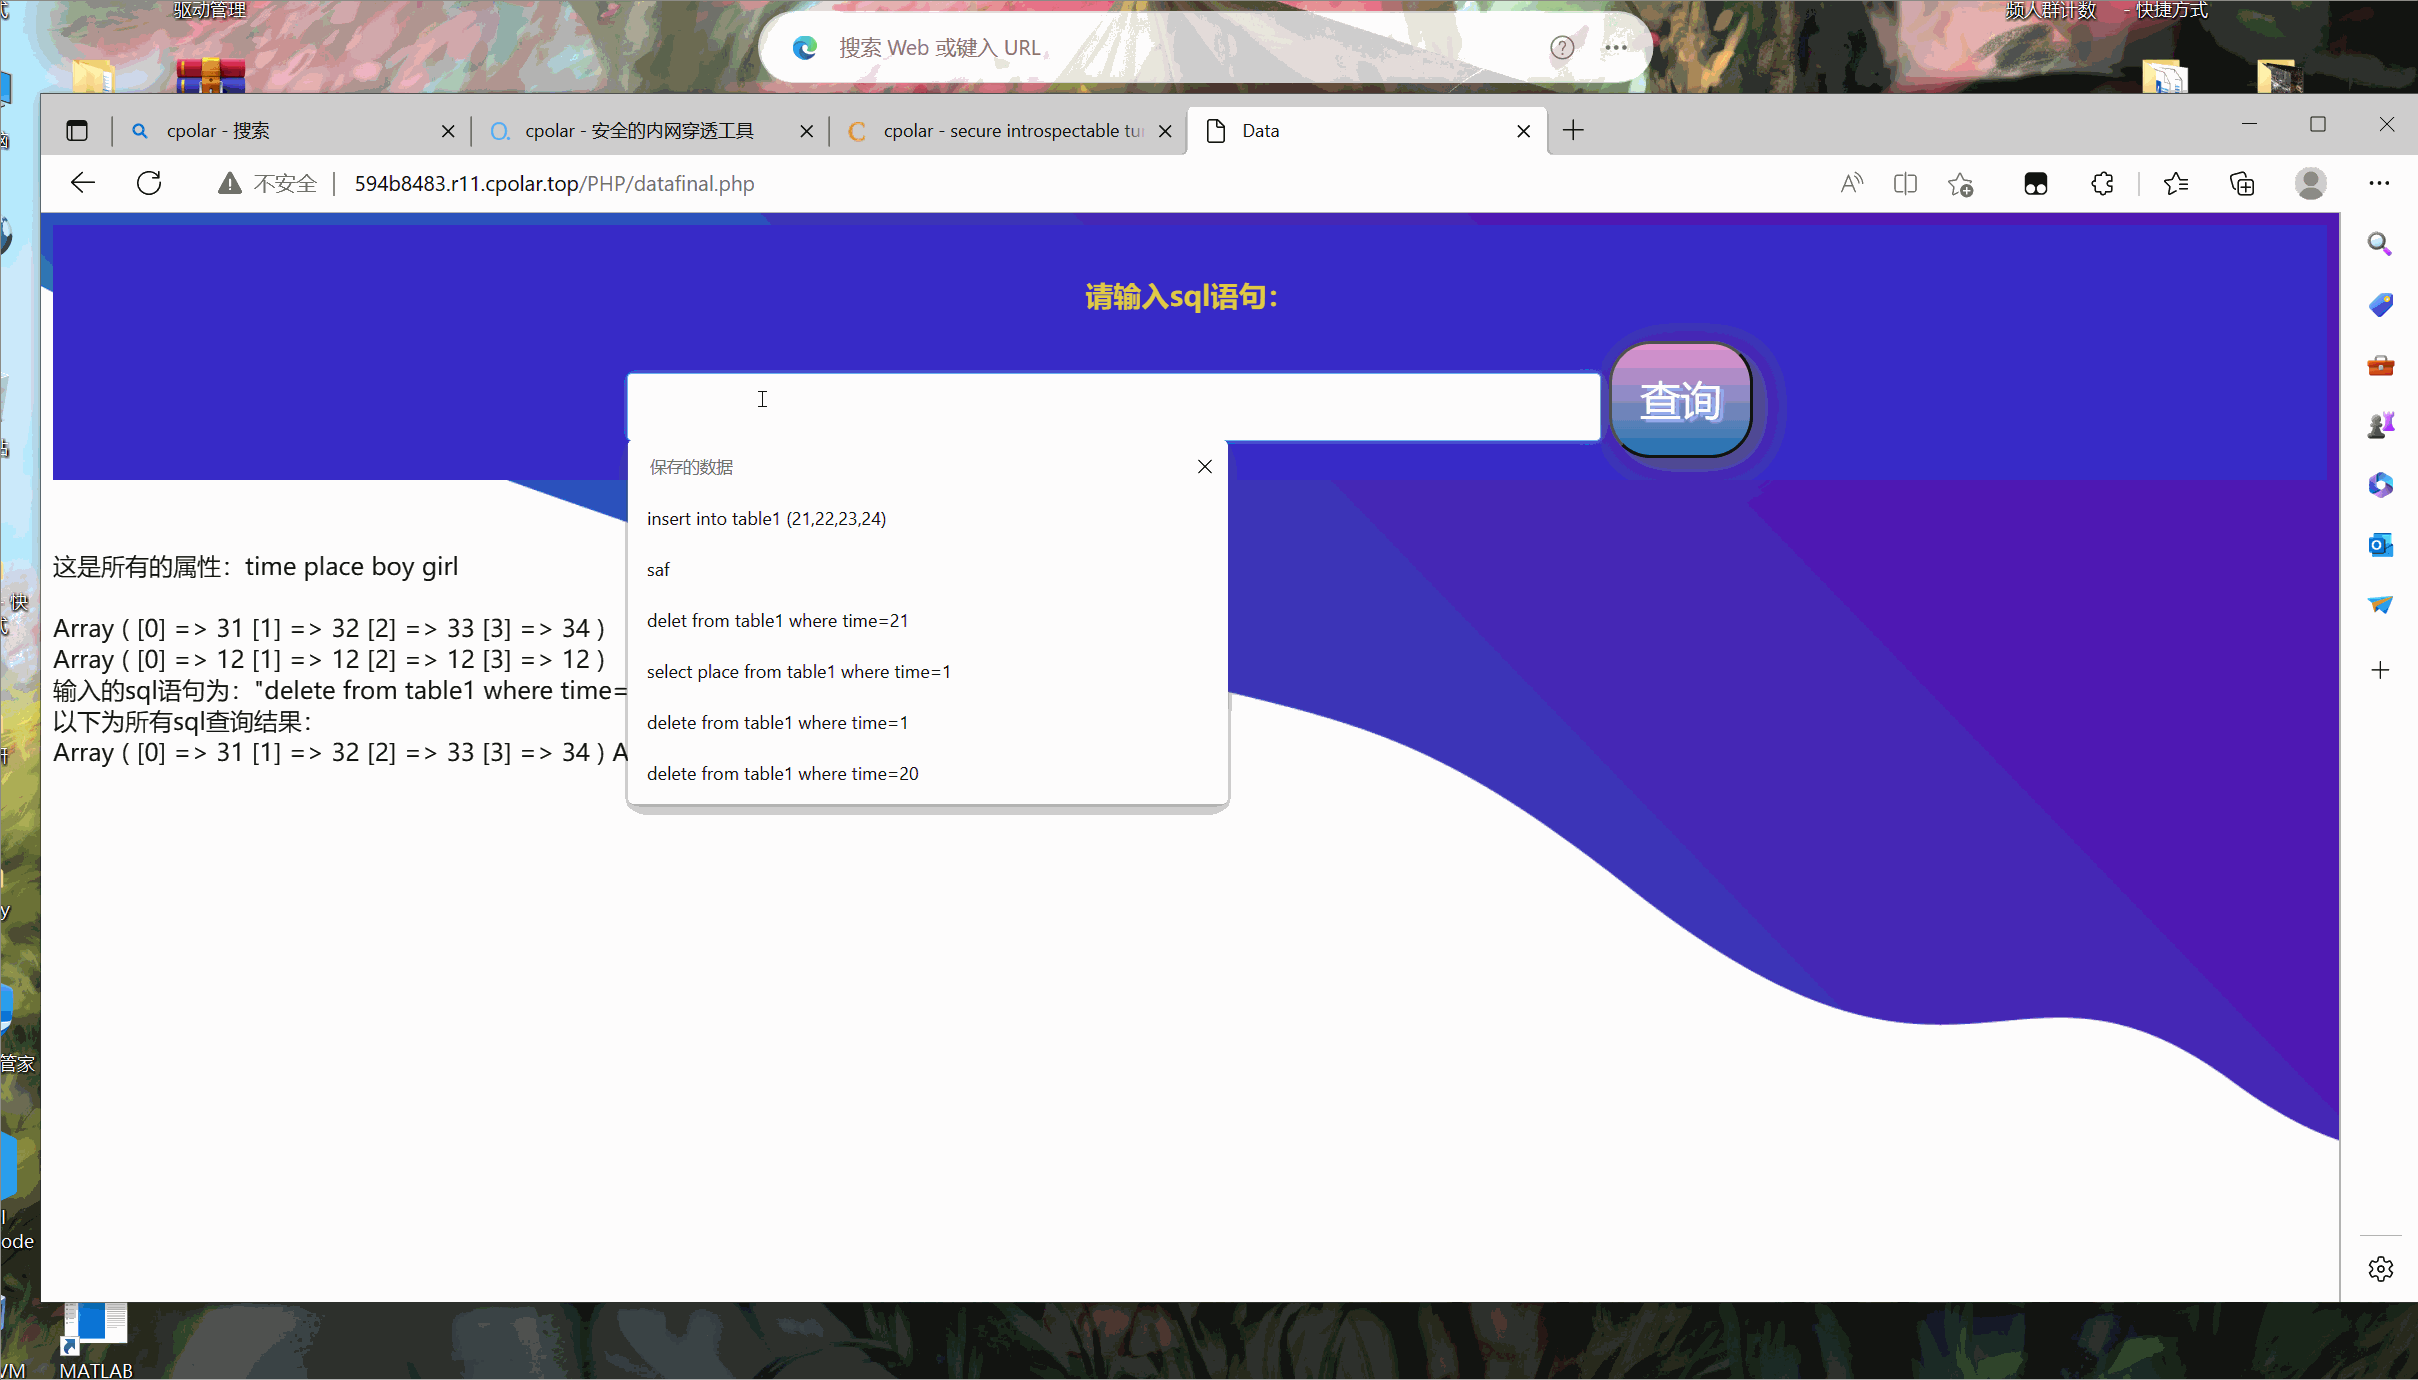 驱动管理
频人群计数
- 快捷方式
搜索 Web 或键入 URL
cpolar - 搜索
cpolar - 安全的内网穿透工具
cpolar - secure introspectable tu
Data
不安全
594b8483.r11.cpolar.top/PHP/datafinal.php
请输入sql语句：
查询
保存的数据
insert into table1 (21,22,23,24)
saf
delet from table1 where time=21
select place from table1 where time=1
delete from table1 where time=1
delete from table1 where time=20
这是所有的属性：time place boy girl
Array ( [0] => 31 [1] => 32 [2] => 33 [3] => 34 )
Array ( [0] => 12 [1] => 12 [2] => 12 [3] => 12 )
输入的sql语句为："delete from table1 where time=
以下为所有sql查询结果：
Array ( [0] => 31 [1] => 32 [2] => 33 [3] => 34 ) A
- 快
式
y
管家
ode
VM
MATLAB